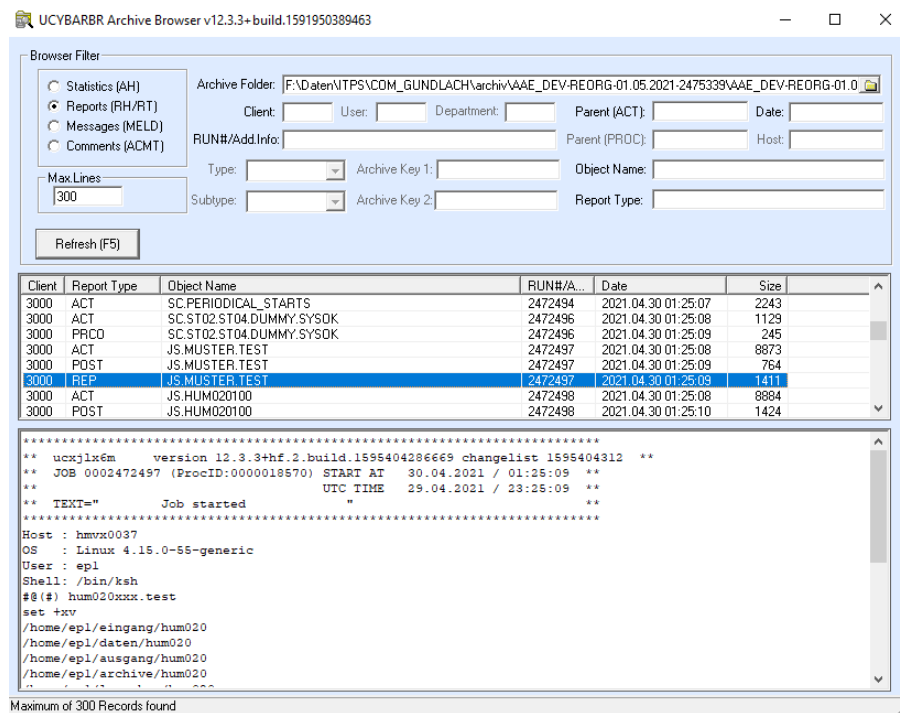 UCYBARBR Archive Browser v12.3.3+build.1591950389463
Browser Filter
Statistics (AH)
Reports (RH/RT)
Messages (MELD)
Comments (ACMT)
Max.Lines
300
Refresh (F5)
Archive Folder: F:\Daten\ITPS\COM_GUNDLACH\archiv\AAE_DEV-REORG-01.05.2021-2475339\AAE_DEV-REORG-01.0
Client: User: Department: Parent (ACT): Date:
RUN#/Add.Info: Parent (PROC): Host:
Type: Archive Key 1: Object Name:
Subtype: Archive Key 2: Report Type:
Client Report Type Object Name RUN#/A... Date Size
3000 ACT SC.PERIODICAL_STARTS 2472494 2021.04.30 01:25:07 2243
3000 ACT SC.ST02.ST04.DUMMY.SYSOK 2472496 2021.04.30 01:25:08 1129
3000 PRCO SC.ST02.ST04.DUMMY.SYSOK 2472496 2021.04.30 01:25:09 245
3000 ACT JS.MUSTER.TEST 2472497 2021.04.30 01:25:08 8873
3000 POST JS.MUSTER.TEST 2472497 2021.04.30 01:25:09 764
3000 REP JS.MUSTER.TEST 2472497 2021.04.30 01:25:09 1411
3000 ACT JS.HUM020100 2472498 2021.04.30 01:25:08 8884
3000 POST JS.HUM020100 2472498 2021.04.30 01:25:10 1424
******************************************************************************
** ucxjlx6m version 12.3.3+hf.2.build.1595404286669 changelist 1595404312 **
** JOB 0002472497 (ProcID:0000018570) START AT 30.04.2021 / 01:25:09 **
** UTC TIME 29.04.2021 / 23:25:09 **
** TEXT=" Job started " **
******************************************************************************
Host : hmvx0037
OS : Linux 4.15.0-55-generic
User : epl
Shell: /bin/ksh
#@(#) hum020xxx.test
set +xv
/home/epl/eingang/hum020
/home/epl/daten/hum020
/home/epl/ausgang/hum020
/home/epl/archive/hum020
Maximum of 300 Records found